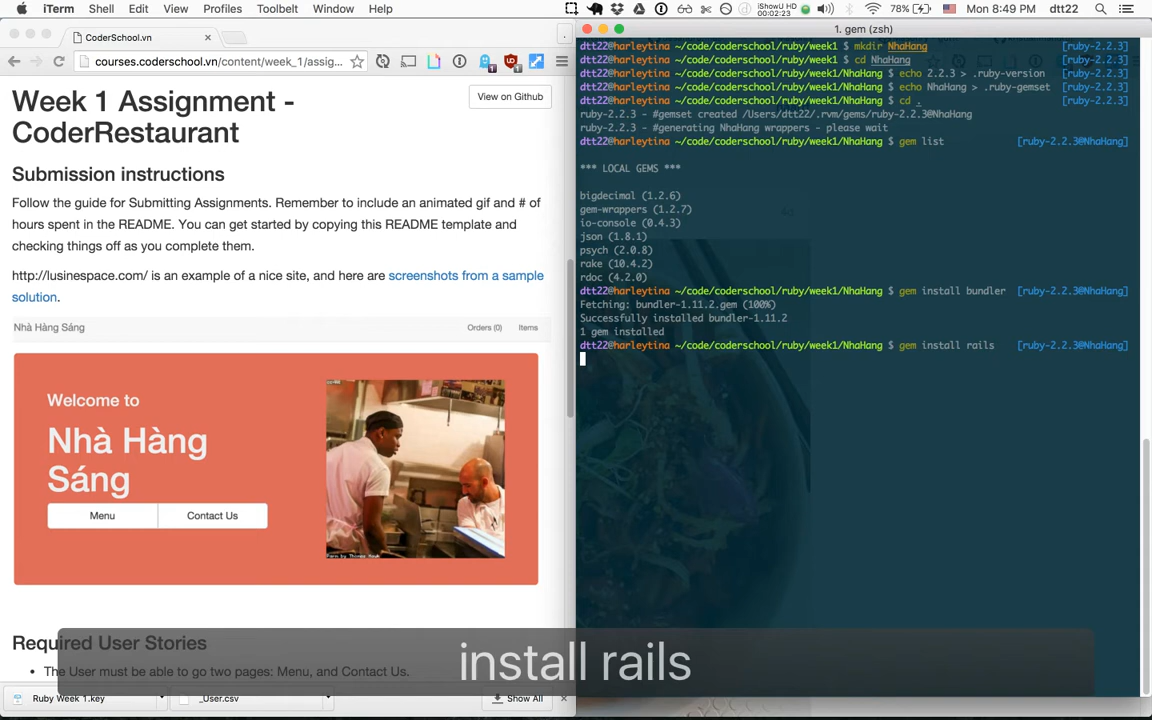 iTerm Shell Edit View Profiles Toolbelt Window Help
iShowU HD
00:02:23
78%
Mon 8:49 PM dtt22
CoderSchool.vn
courses.coderschool.vn/content/week_1/assig...
Week 1 Assignment -
CoderRestaurant
View on Github
Submission instructions
Follow the guide for Submitting Assignments. Remember to include an animated gif and # of
hours spent in the README. You can get started by copying this README template and
checking things off as you complete them.
http://lusinespace.com/ is an example of a nice site, and here are screenshots from a sample
solution.
Nhà Hàng Sáng
Orders (0) Items
Welcome to
Nhà Hàng
Sáng
Menu
Contact Us
Required User Stories
• The User must be able to go two pages: Menu, and Contact Us.
Ruby Week 1.key
_User.csv
Show All
1. gem (zsh)
dtt22@harleytina ~/code/coderschool/ruby/week1 $ mkdir NhaHang [ruby-2.2.3]
dtt22@harleytina ~/code/coderschool/ruby/week1 $ cd NhaHang [ruby-2.2.3]
dtt22@harleytina ~/code/coderschool/ruby/week1/NhaHang $ echo 2.2.3 > .ruby-version [ruby-2.2.3]
dtt22@harleytina ~/code/coderschool/ruby/week1/NhaHang $ echo NhaHang > .ruby-gemset [ruby-2.2.3]
dtt22@harleytina ~/code/coderschool/ruby/week1/NhaHang $ cd . [ruby-2.2.3]
ruby-2.2.3 - #gemset created /Users/dtt22/.rvm/gems/ruby-2.2.3@NhaHang
ruby-2.2.3 - #generating NhaHang wrappers - please wait
dtt22@harleytina ~/code/coderschool/ruby/week1/NhaHang $ gem list [ruby-2.2.3@NhaHang]
*** LOCAL GEMS ***
bigdecimal (1.2.6)
gem-wrappers (1.2.7)
io-console (0.4.3)
json (1.8.1)
psych (2.0.8)
rake (10.4.2)
rdoc (4.2.0)
dtt22@harleytina ~/code/coderschool/ruby/week1/NhaHang $ gem install bundler [ruby-2.2.3@NhaHang]
Fetching: bundler-1.11.2.gem (100%)
Successfully installed bundler-1.11.2
1 gem installed
dtt22@harleytina ~/code/coderschool/ruby/week1/NhaHang $ gem install rails [ruby-2.2.3@NhaHang]
install rails